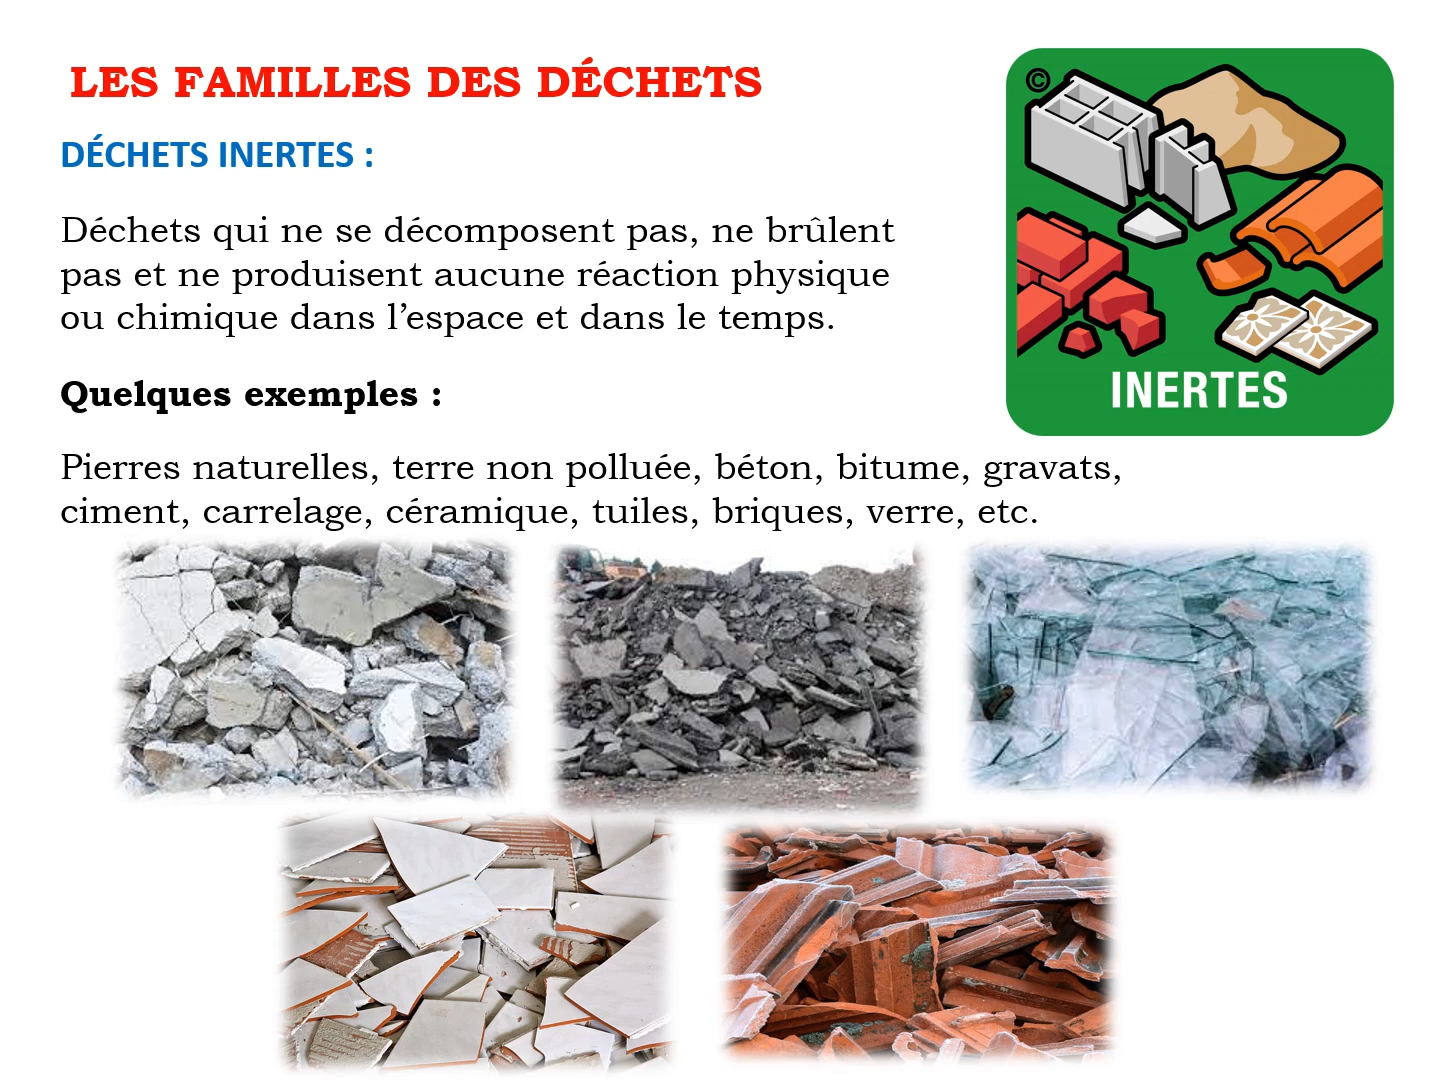 LES FAMILLES DES DÉCHETS
DÉCHETS INERTES :
Déchets qui ne se décomposent pas, ne brûlent
pas et ne produisent aucune réaction physique
ou chimique dans l’espace et dans le temps.
Quelques exemples :
Pierres naturelles, terre non polluée, béton, bitume, gravats,
ciment, carrelage, céramique, tuiles, briques, verre, etc.
©
INERTES